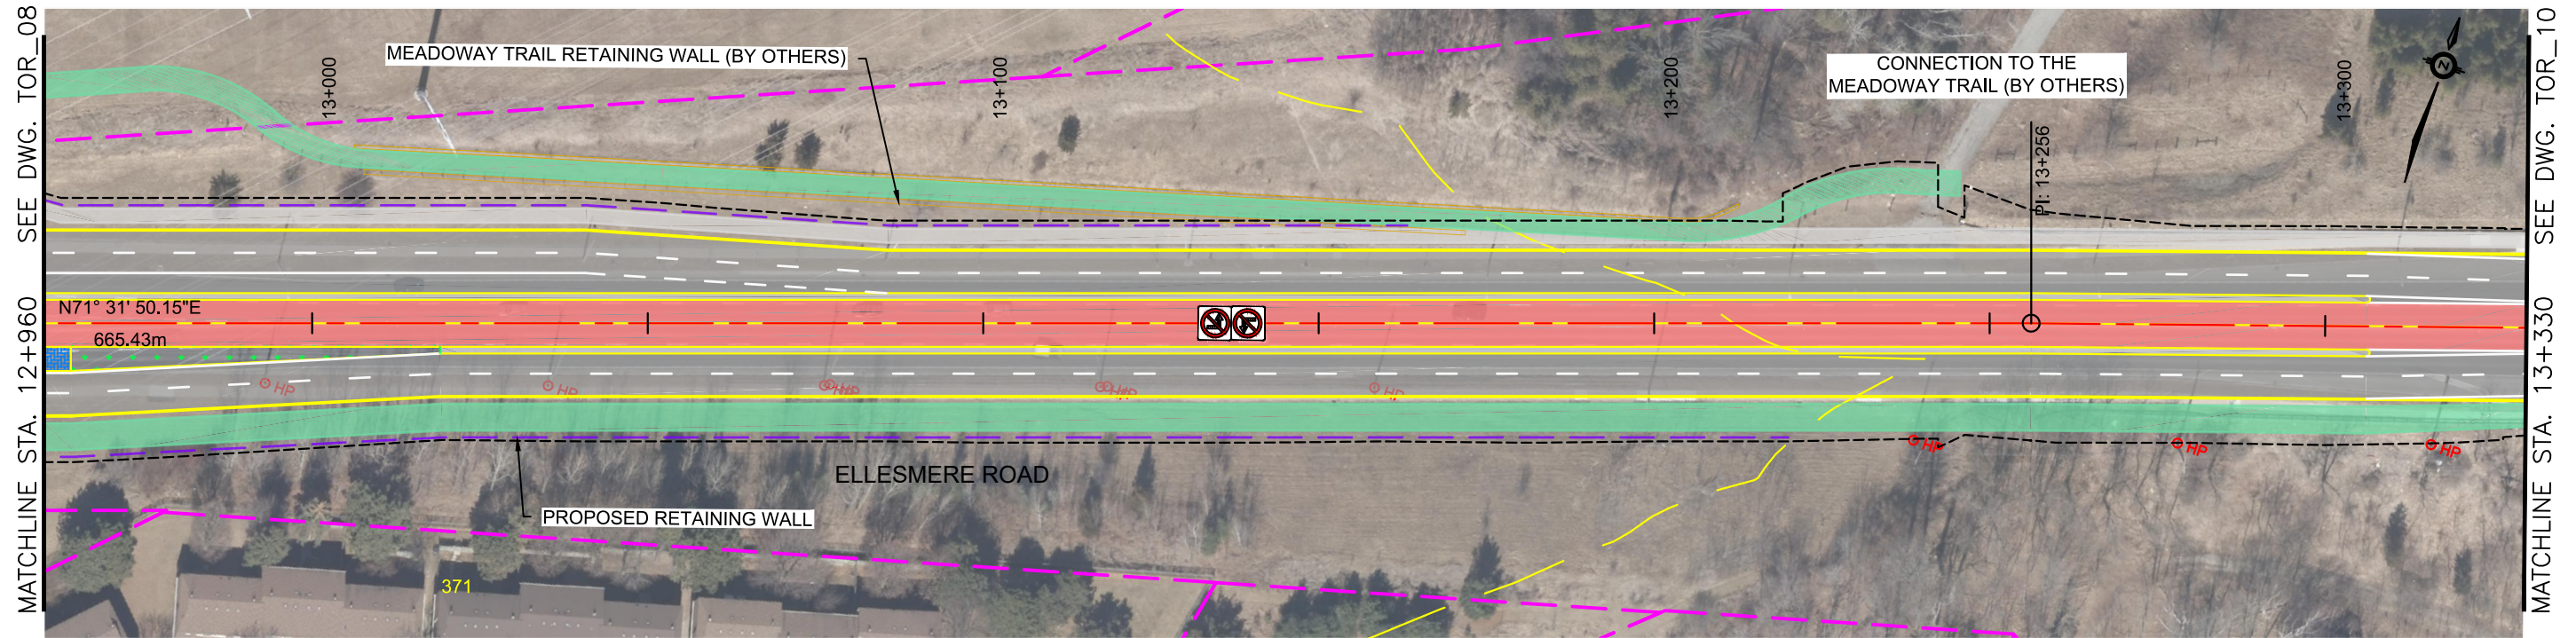 MATCHLINE STA. 12+960 SEE DWG. TOR_08
13+000
MEADOWAY TRAIL RETAINING WALL (BY OTHERS)
13+100
13+200
CONNECTION TO THE
MEADOWAY TRAIL (BY OTHERS)
13+300
PI: 13+256
N71° 31' 50.15"E
665.43m
HP
HP
HP
HP
HP
HP
HP
ELLESMERE ROAD
PROPOSED RETAINING WALL
371
Z
MATCHLINE STA. 13+330 SEE DWG. TOR_10